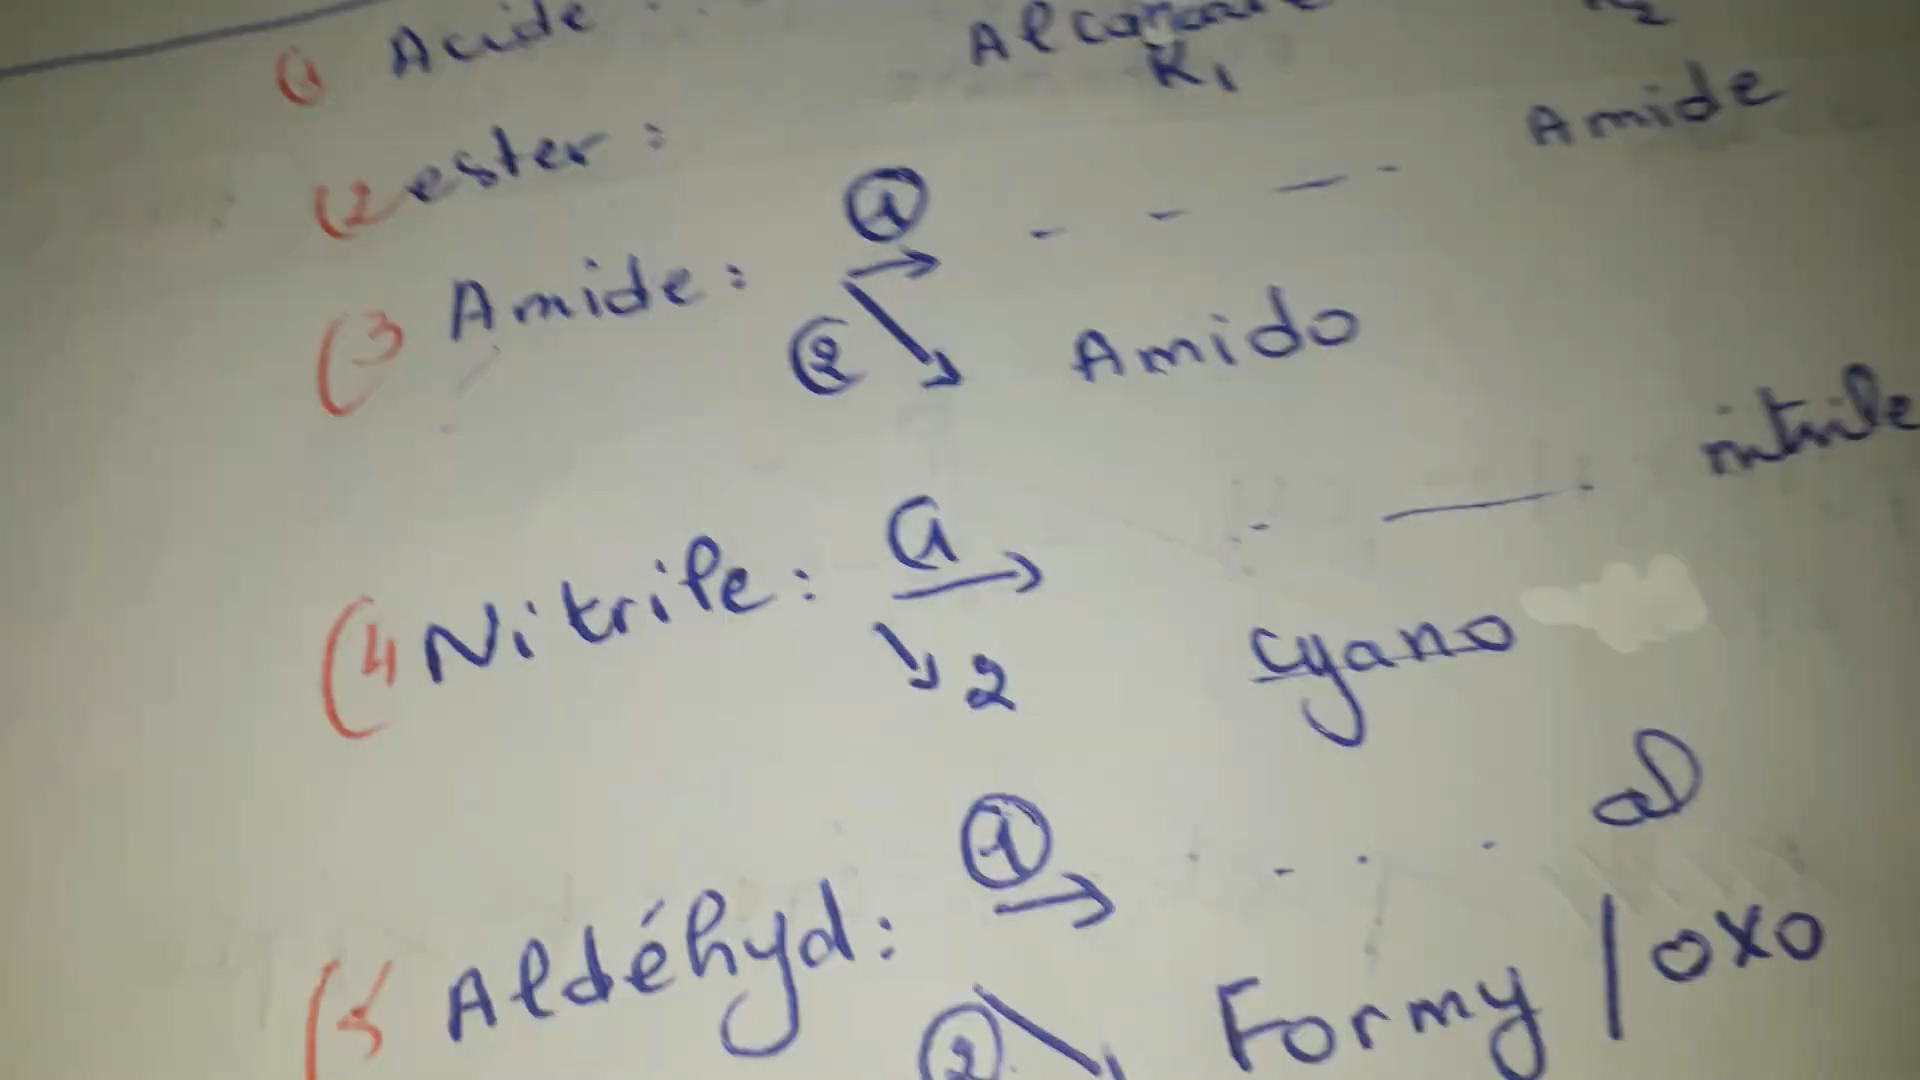 (1 Acide
R1
(2 ester :
(3 Amide : 1 → - - - - Amide
2 Amido
(4 Nitrile : 1 → - - nitrile
2 cyano
(5 Aldéhyd : 1 → - - - - al
2 Formy / oxo